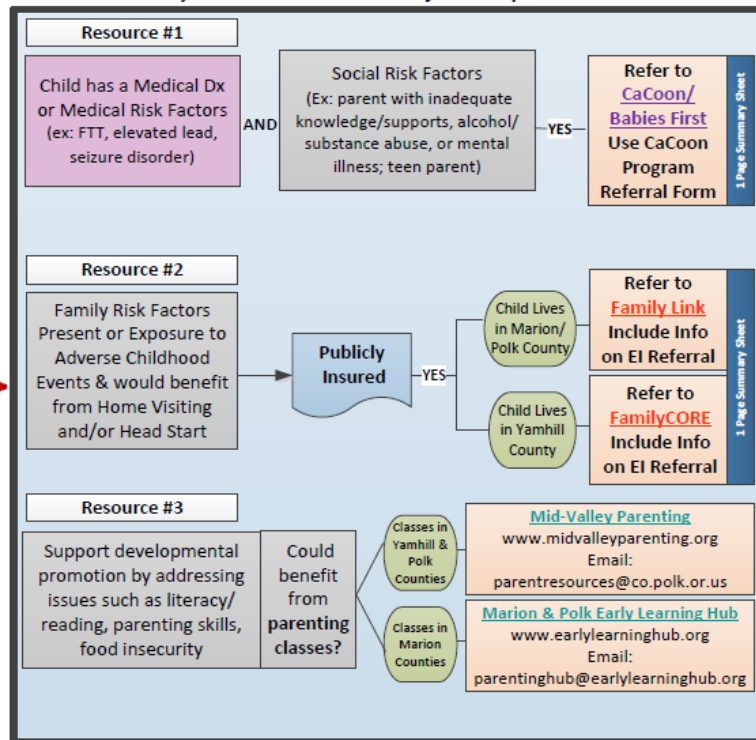 Resource #1
Child has a Medical Dx
or Medical Risk Factors
(ex: FTT, elevated lead,
seizure disorder)
AND
Social Risk Factors
(Ex: parent with inadequate
knowledge/supports, alcohol/
substance abuse, or mental
illness; teen parent)
YES
Refer to
CaCoon/
Babies First
Use CaCoon
Program
Referral Form
1 Page Summary Sheet
Resource #2
Family Risk Factors
Present or Exposure to
Adverse Childhood
Events & would benefit
from Home Visiting
and/or Head Start
Publicly
Insured
YES
Child Lives
in Marion/
Polk County
Refer to
Family Link
Include Info
on EI Referral
Child Lives
in Yamhill
County
Refer to
FamilyCORE
Include Info
on EI Referral
1 Page Summary Sheet
Resource #3
Support developmental
promotion by addressing
issues such as literacy/
reading, parenting skills,
food insecurity
Could
benefit
from
parenting
classes?
Classes in
Yamhill &
Polk
Counties
Mid-Valley Parenting
www.midvalleyparenting.org
Email:
parentresources@co.polk.or.us
Classes in
Marion
Counties
Marion & Polk Early Learning Hub
www.earlylearninghub.org
Email:
parentinghub@earlylearninghub.org